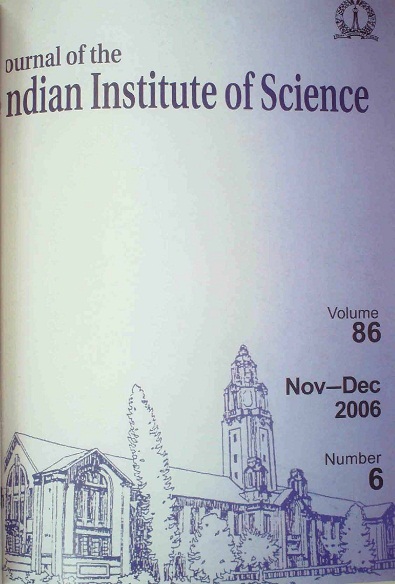 ournal of the
ndian Institute of Science
Volume
86
Nov–Dec
2006
Number
6